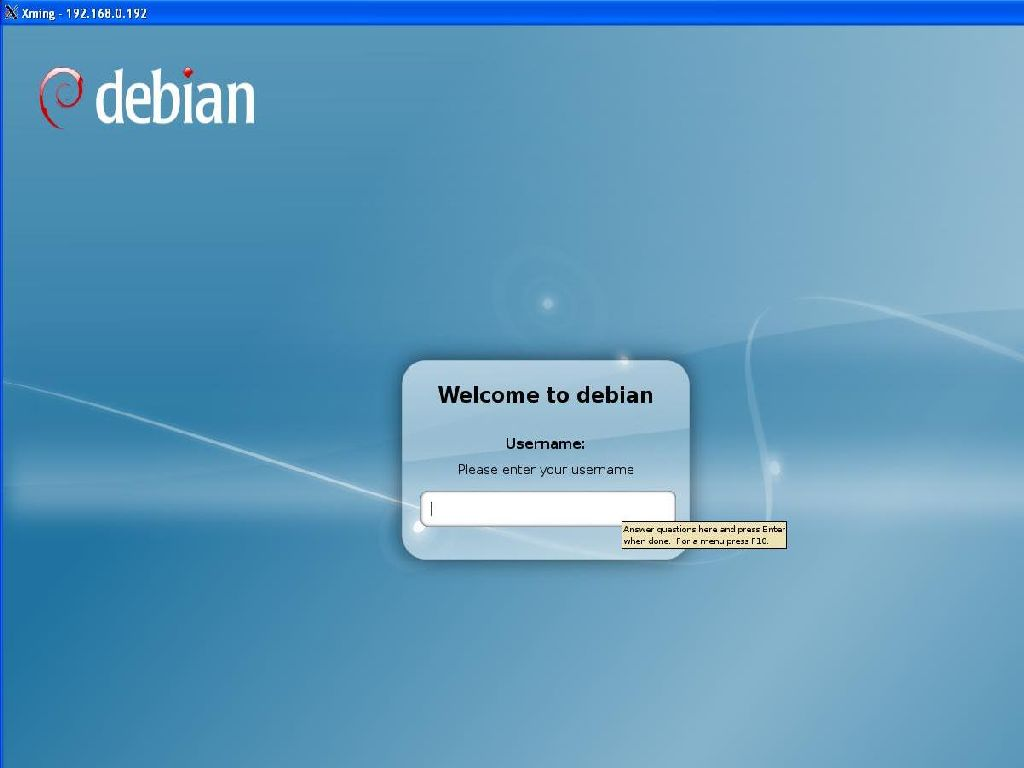 Xming - 192.168.0.192
debian
Welcome to debian
Username:
Please enter your username
Answer questions here and press Enter
when done. For a menu press F10.